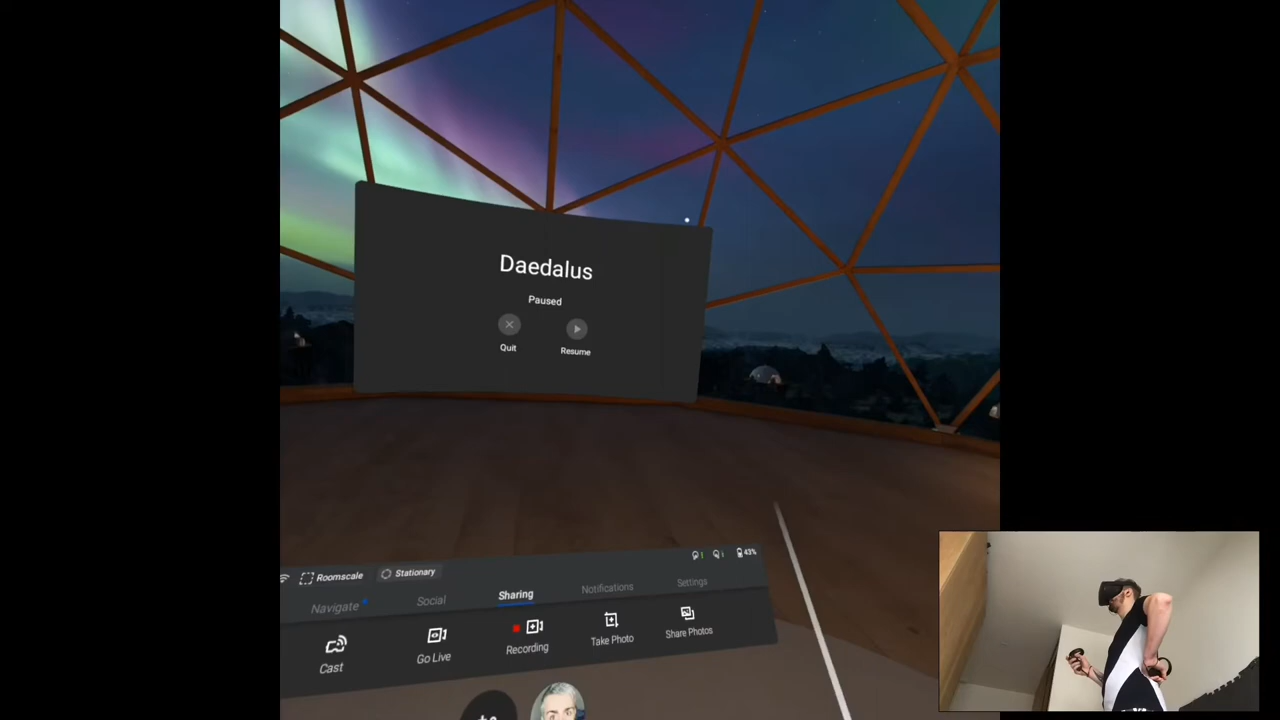 Daedalus
Paused
Quit
Resume
43%
Roomscale
Stationary
Navigate
Social
Sharing
Notifications
Settings
Cast
Go Live
Recording
Take Photo
Share Photos